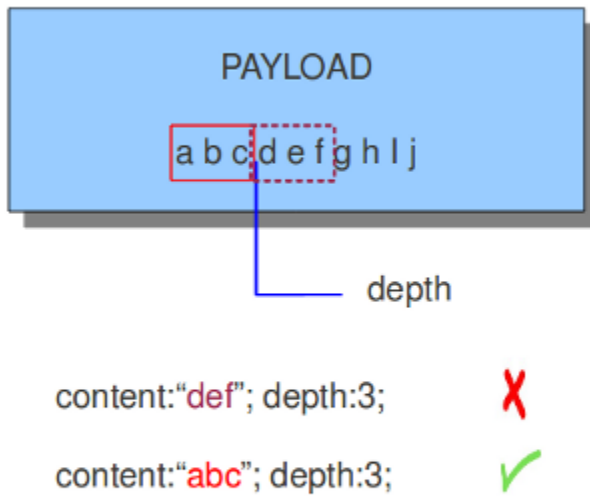 PAYLOAD
a b c d e f g h I j
depth
content:“def”; depth:3;
content:“abc”; depth:3;